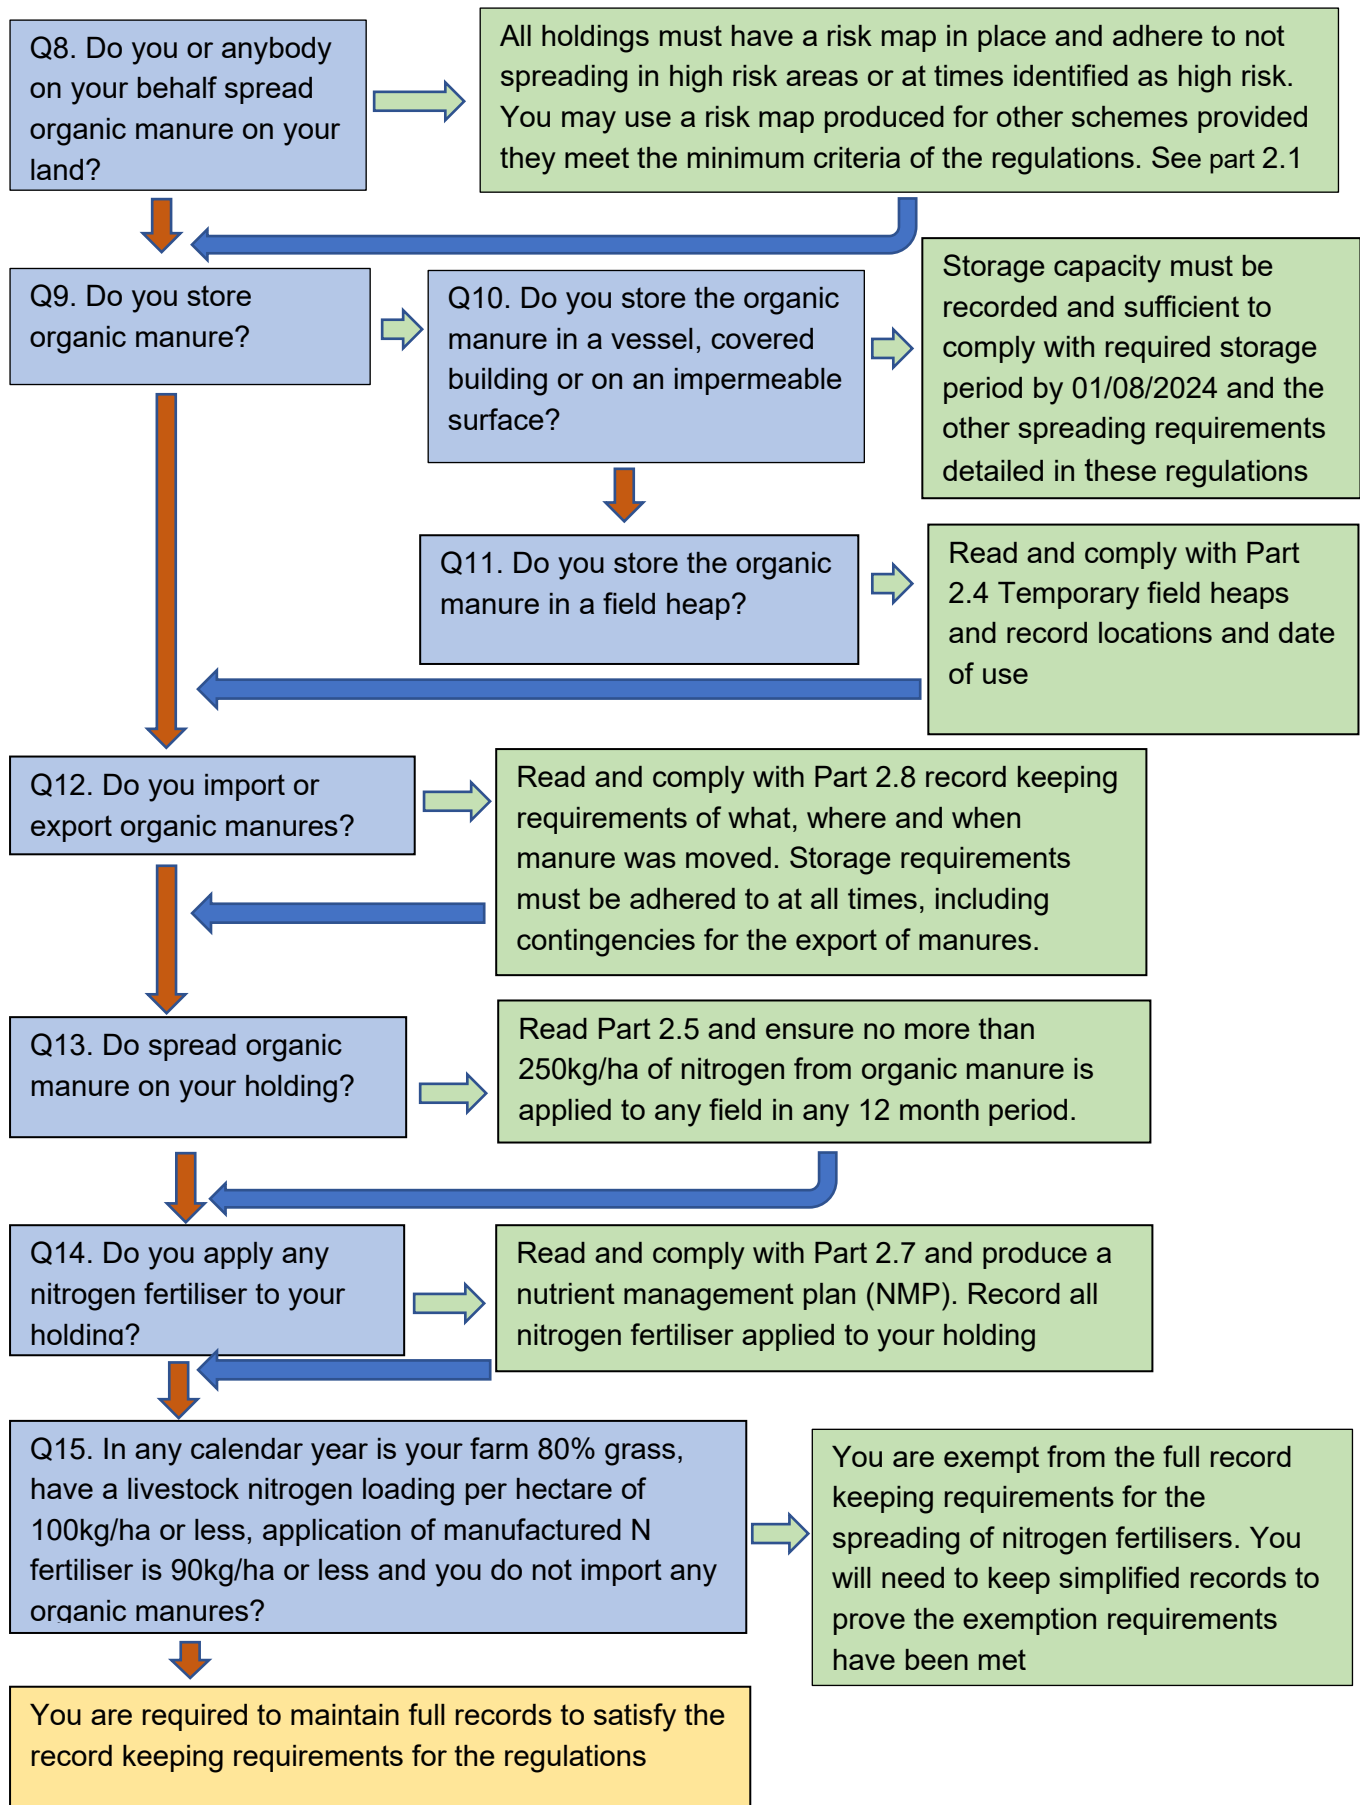 Q8. Do you or anybody
on your behalf spread
organic manure on your
land?
All holdings must have a risk map in place and adhere to not
spreading in high risk areas or at times identified as high risk.
You may use a risk map produced for other schemes provided
they meet the minimum criteria of the regulations. See part 2.1
Q9. Do you store
organic manure?
Q10. Do you store the organic
manure in a vessel, covered
building or on an impermeable
surface?
Storage capacity must be
recorded and sufficient to
comply with required storage
period by 01/08/2024 and the
other spreading requirements
detailed in these regulations
Q11. Do you store the organic
manure in a field heap?
Read and comply with Part
2.4 Temporary field heaps
and record locations and date
of use
Q12. Do you import or
export organic manures?
Read and comply with Part 2.8 record keeping
requirements of what, where and when
manure was moved. Storage requirements
must be adhered to at all times, including
contingencies for the export of manures.
Q13. Do spread organic
manure on your holding?
Read Part 2.5 and ensure no more than
250kg/ha of nitrogen from organic manure is
applied to any field in any 12 month period.
Q14. Do you apply any
nitrogen fertiliser to your
holding?
Read and comply with Part 2.7 and produce a
nutrient management plan (NMP). Record all
nitrogen fertiliser applied to your holding
Q15. In any calendar year is your farm 80% grass,
have a livestock nitrogen loading per hectare of
100kg/ha or less, application of manufactured N
fertiliser is 90kg/ha or less and you do not import any
organic manures?
You are exempt from the full record
keeping requirements for the
spreading of nitrogen fertilisers. You
will need to keep simplified records to
prove the exemption requirements
have been met
You are required to maintain full records to satisfy the
record keeping requirements for the regulations